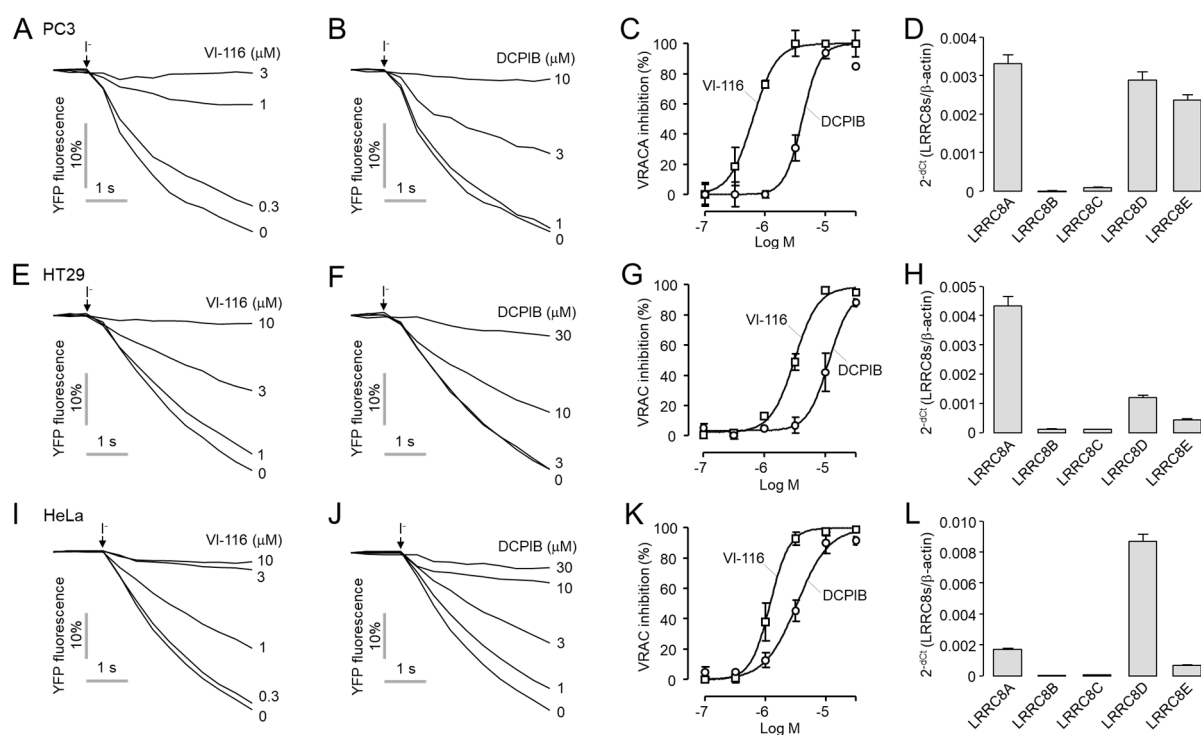 A PC3
I-
VI-116 (μM)
3
1
0.3
0
YFP fluorescence
10%
1 s
B
I-
DCPIB (μM)
10
3
1
0
YFP fluorescence
10%
1 s
C
VRACA inhibition (%)
100
80
60
40
20
0
VI-116
DCPIB
-7
-6
-5
Log M
D
2-dCt (LRRC8s/β-actin)
0.004
0.003
0.002
0.001
0
LRRC8A
LRRC8B
LRRC8C
LRRC8D
LRRC8E
E HT29
I-
VI-116 (μM)
10
3
1
0
YFP fluorescence
10%
1 s
F
I-
DCPIB (μM)
30
10
3
0
YFP fluorescence
10%
1 s
G
VRAC inhibition (%)
100
80
60
40
20
0
VI-116
DCPIB
-7
-6
-5
Log M
H
2-dCt (LRRC8s/β-actin)
0.005
0.004
0.003
0.002
0.001
0
LRRC8A
LRRC8B
LRRC8C
LRRC8D
LRRC8E
I HeLa
I-
VI-116 (μM)
10
3
1
0.3
0
YFP fluorescence
10%
1 s
J
I-
DCPIB (μM)
30
10
3
1
0
YFP fluorescence
10%
1 s
K
VRAC inhibition (%)
100
80
60
40
20
0
VI-116
DCPIB
-7
-6
-5
Log M
L
2-dCt (LRRC8s/β-actin)
0.010
0.008
0.006
0.004
0.002
0
LRRC8A
LRRC8B
LRRC8C
LRRC8D
LRRC8E